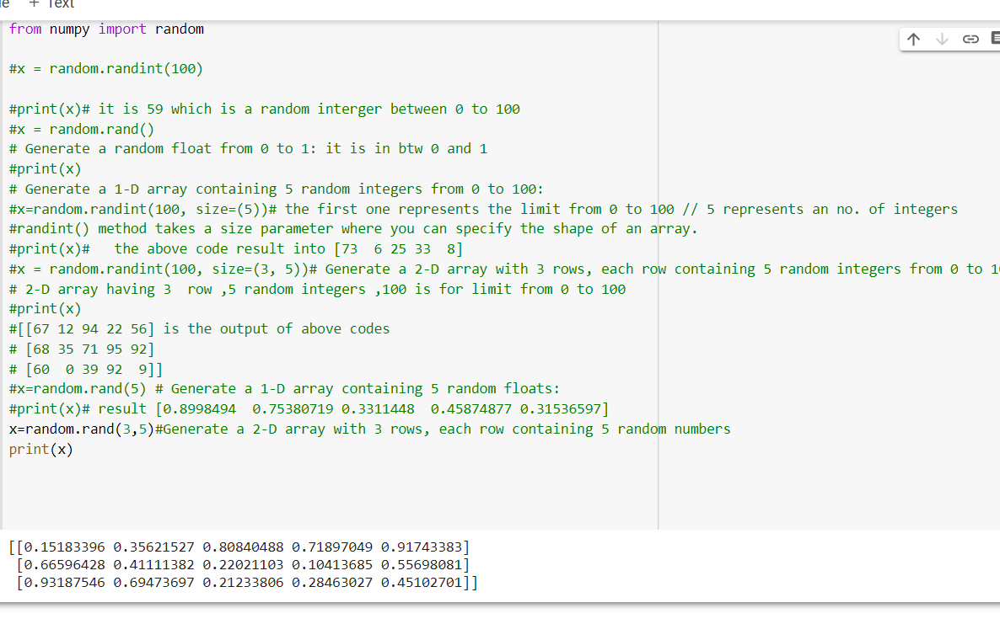 + Text
from numpy import random
#x = random.randint(100)
#print(x)# it is 59 which is a random interger between 0 to 100
#x = random.rand()
# Generate a random float from 0 to 1: it is in btw 0 and 1
#print(x)
# Generate a 1-D array containing 5 random integers from 0 to 100:
#x=random.randint(100, size=(5))# the first one represents the limit from 0 to 100 // 5 represents an no. of integers
#randint() method takes a size parameter where you can specify the shape of an array.
#print(x)#   the above code result into [73  6 25 33  8]
#x = random.randint(100, size=(3, 5))# Generate a 2-D array with 3 rows, each row containing 5 random integers from 0 to
# 2-D array having 3  row ,5 random integers ,100 is for limit from 0 to 100
#print(x)
#[[67 12 94 22 56] is the output of above codes
# [68 35 71 95 92]
# [60  0 39 92  9]]
#x=random.rand(5) # Generate a 1-D array containing 5 random floats:
#print(x)# result [0.8998494  0.75380719 0.3311448  0.45874877 0.31536597]
x=random.rand(3,5)#Generate a 2-D array with 3 rows, each row containing 5 random numbers
print(x)
[[0.15183396 0.35621527 0.80840488 0.71897049 0.91743383]
 [0.66596428 0.41111382 0.22021103 0.10413685 0.55698081]
 [0.93187546 0.69473697 0.21233806 0.28463027 0.45102701]]